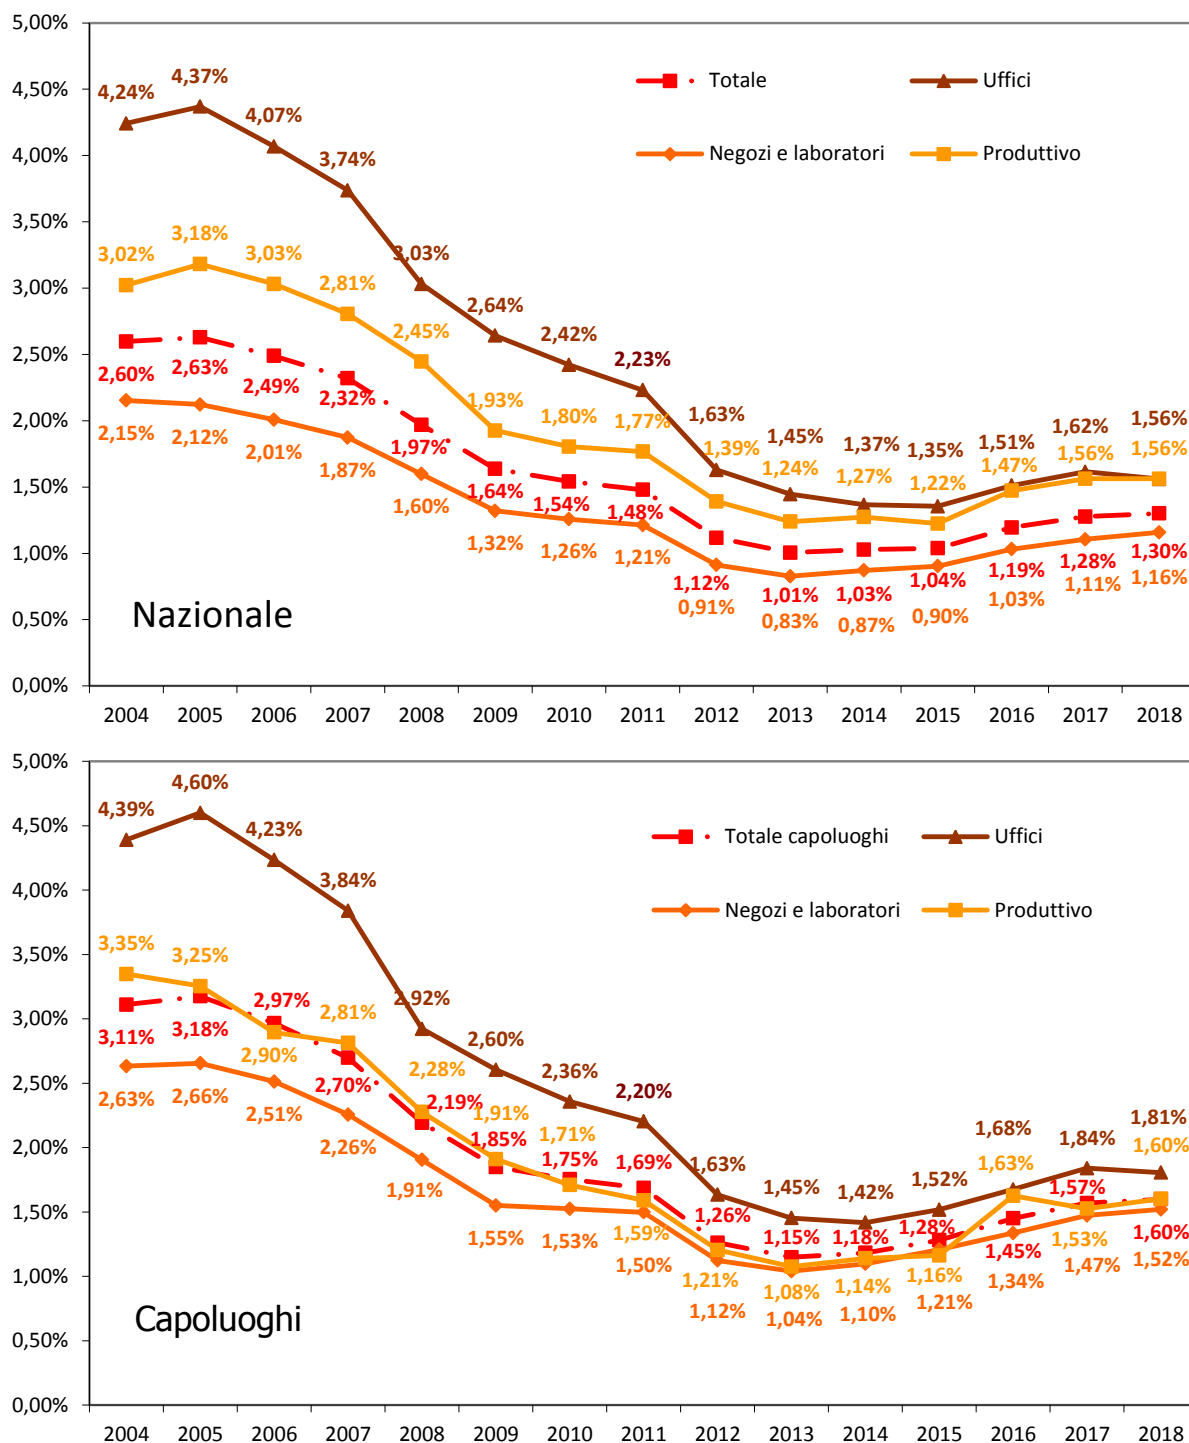 5,00%
4,50%
4,00%
3,50%
3,00%
2,50%
2,00%
1,50%
1,00%
0,50%
0,00%
Totale
Uffici
Negozi e laboratori
Produttivo
4,24% 4,37% 4,07% 3,74% 3,03% 2,64% 2,42% 2,23% 1,63% 1,45% 1,37% 1,35% 1,51% 1,62% 1,56%
3,02% 3,18% 3,03% 2,81% 2,45% 1,93% 1,80% 1,77% 1,39% 1,24% 1,27% 1,22% 1,47% 1,56% 1,56%
2,60% 2,63% 2,49% 2,32% 1,97% 1,64% 1,54% 1,48% 1,12% 1,01% 1,03% 1,04% 1,19% 1,28% 1,30%
2,15% 2,12% 2,01% 1,87% 1,60% 1,32% 1,26% 1,21% 0,91% 0,83% 0,87% 0,90% 1,03% 1,11% 1,16%
Nazionale
2004 2005 2006 2007 2008 2009 2010 2011 2012 2013 2014 2015 2016 2017 2018
5,00%
4,50%
4,00%
3,50%
3,00%
2,50%
2,00%
1,50%
1,00%
0,50%
0,00%
Totale capoluoghi
Uffici
Negozi e laboratori
Produttivo
4,39% 4,60% 4,23% 3,84% 2,92% 2,60% 2,36% 2,20% 1,63% 1,45% 1,42% 1,52% 1,68% 1,84% 1,81%
3,35% 3,25% 2,90% 2,81% 2,28% 1,91% 1,71% 1,59% 1,21% 1,08% 1,14% 1,16% 1,63% 1,53% 1,60%
3,11% 3,18% 2,97% 2,70% 2,19% 1,85% 1,75% 1,69% 1,26% 1,15% 1,18% 1,28% 1,45% 1,57% 1,60%
2,63% 2,66% 2,51% 2,26% 1,91% 1,55% 1,53% 1,50% 1,12% 1,04% 1,10% 1,21% 1,34% 1,47% 1,52%
Capoluoghi
2004 2005 2006 2007 2008 2009 2010 2011 2012 2013 2014 2015 2016 2017 2018